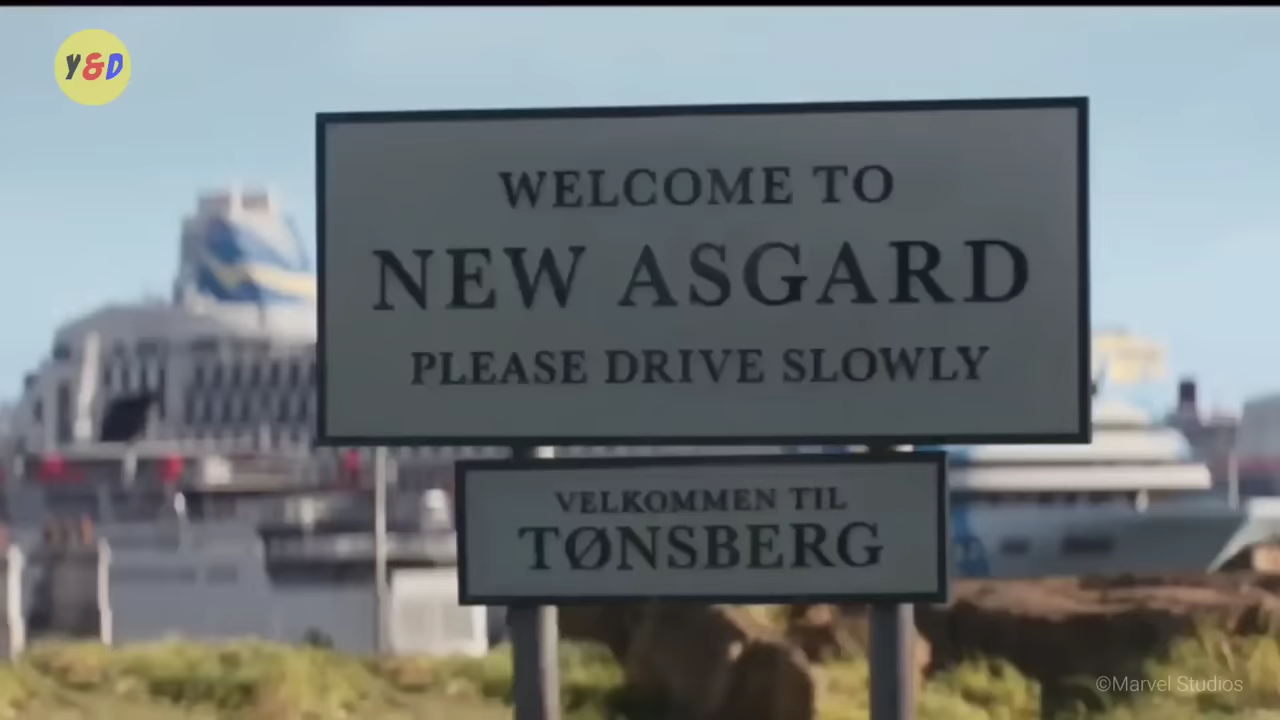 Y&D
WELCOME TO
NEW ASGARD
PLEASE DRIVE SLOWLY
VELKOMMEN TIL
TØNSBERG
©Marvel Studios